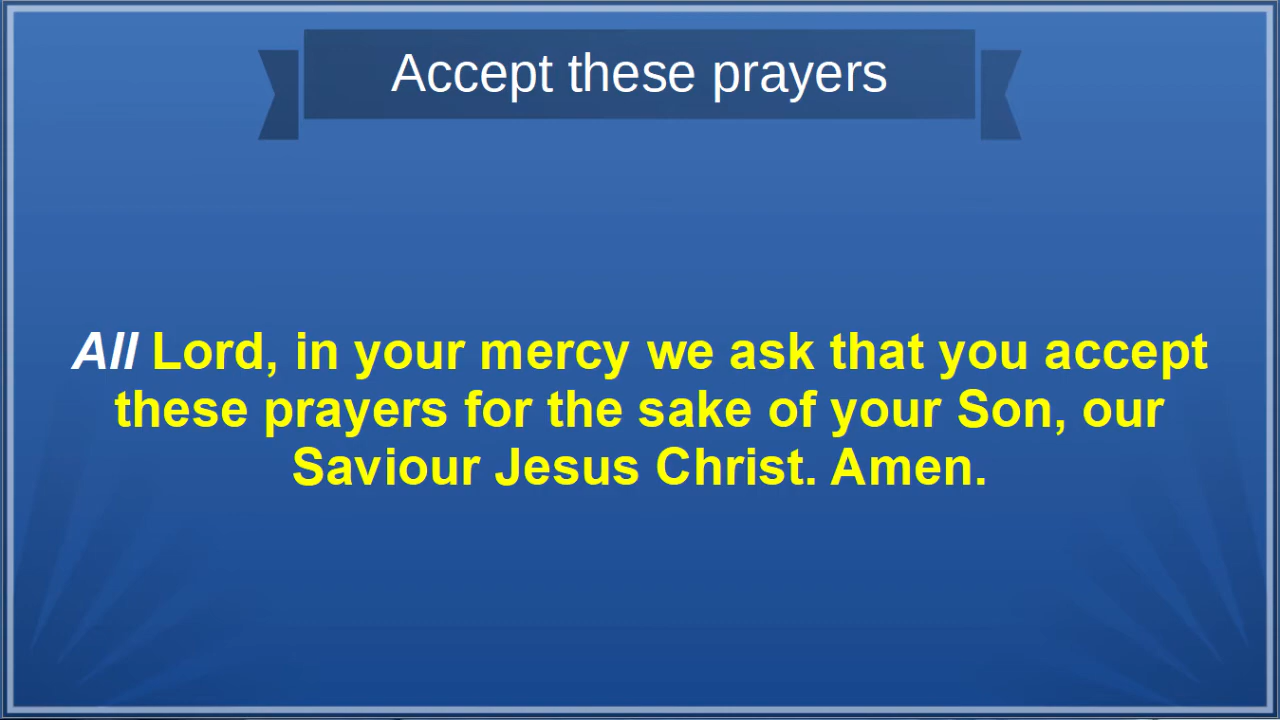 Accept these prayers
All Lord, in your mercy we ask that you accept
these prayers for the sake of your Son, our
Saviour Jesus Christ. Amen.